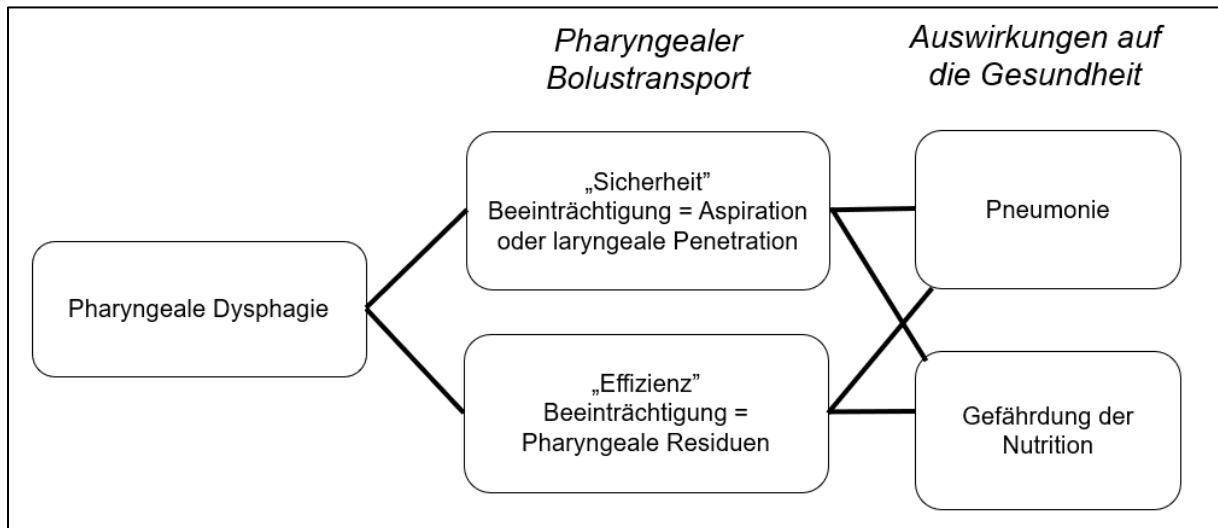 Pharyngealer
Bolustransport
Auswirkungen auf
die Gesundheit
Pharyngeale Dysphagie
„Sicherheit”
Beeinträchtigung = Aspiration
oder laryngeale Penetration
„Effizienz”
Beeinträchtigung =
Pharyngeale Residuen
Pneumonie
Gefährdung der
Nutrition